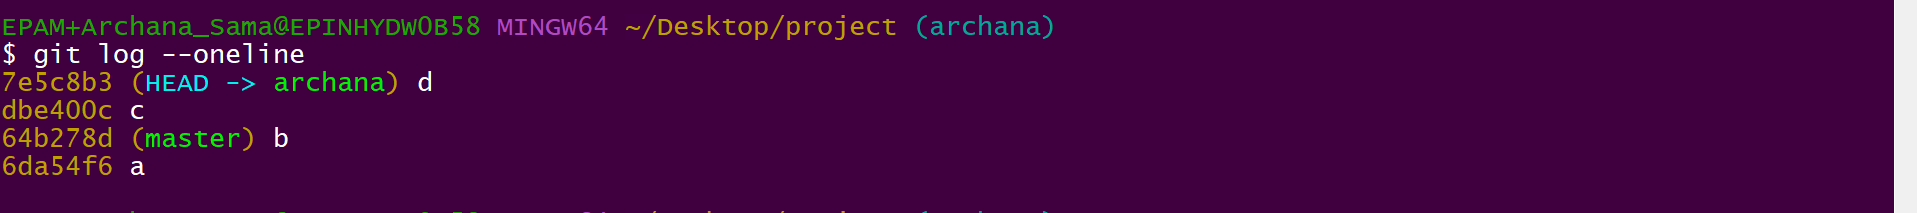 EPAM+Archana_Sama@EPINHYDW0B58 MINGW64 ~/Desktop/project (archana)
$ git log --oneline
7e5c8b3 (HEAD -> archana) d
dbe400c c
64b278d (master) b
6da54f6 a